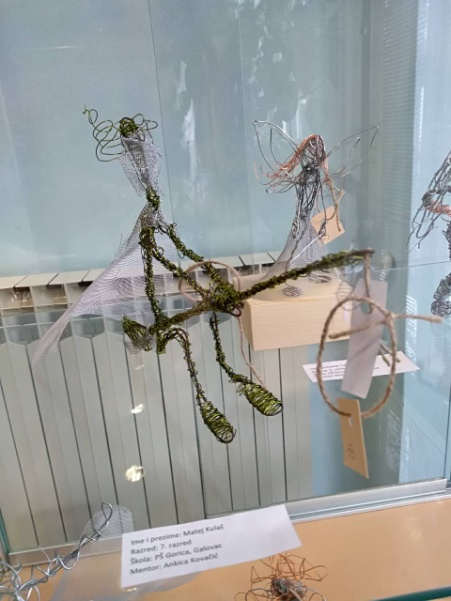 Ime i prezime: Matej Kulaš
Razred: 7. razred
Škola: PŠ Gorica, Galovac
Mentor: Ankica Kovačić